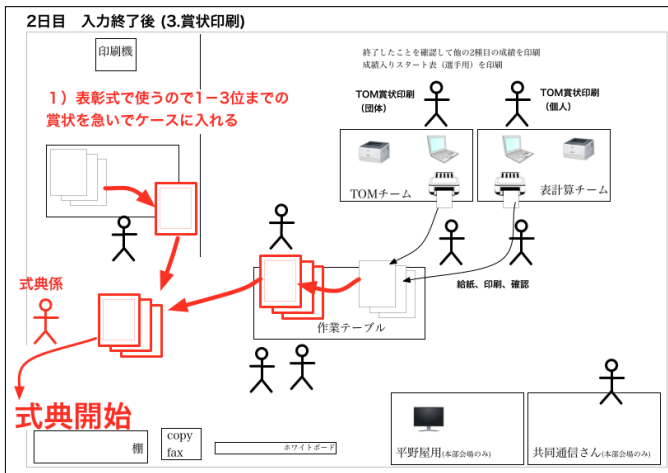 2日目　入力終了後 (3.賞状印刷)
印刷機
終了したことを確認して他の2種目の成績を印刷
成績入りスタート表（選手用）を印刷
1）表彰式で使うので1－3位までの
賞状を急いでケースに入れる
TOM賞状印刷
（団体）
TOM賞状印刷
（個人）
TOMチーム
表計算チーム
式典係
給紙、印刷、確認
作業テーブル
式典開始
棚
copy
fax
ホワイトボード
平野屋用(本部会場のみ)
共同通信さん(本部会場のみ)